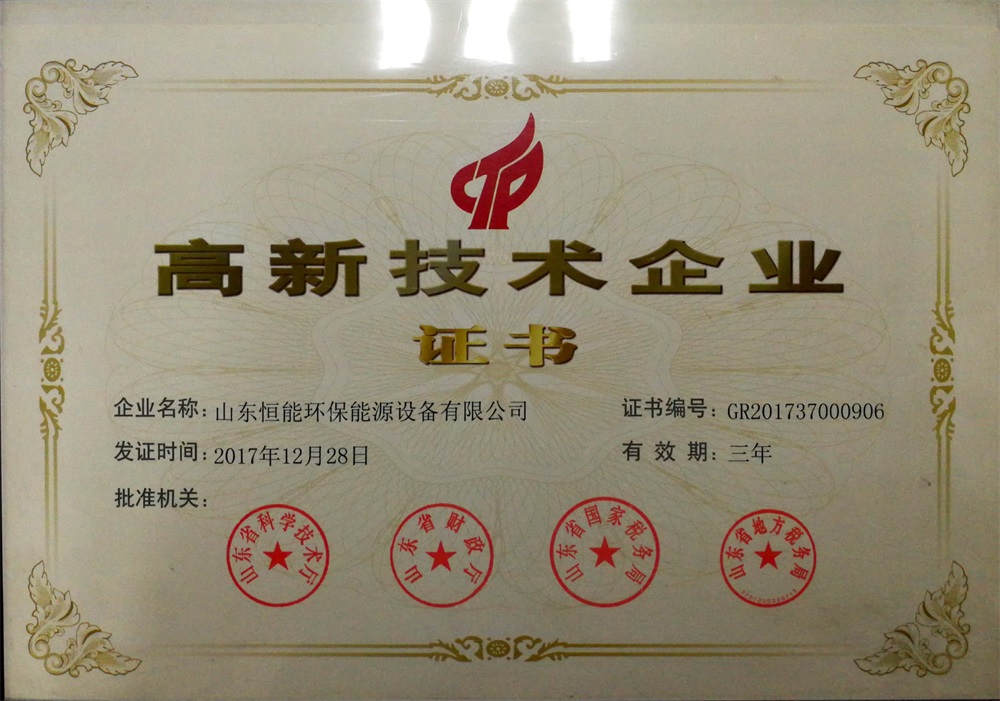 高新技术企业
证书
企业名称：山东恒能环保能源设备有限公司
证书编号：GR201737000906
发证时间：2017年12月28日
有效期：三年
批准机关：
山东省科学技术厅
山东省财政厅
山东省国家税务局
山东省地方税务局